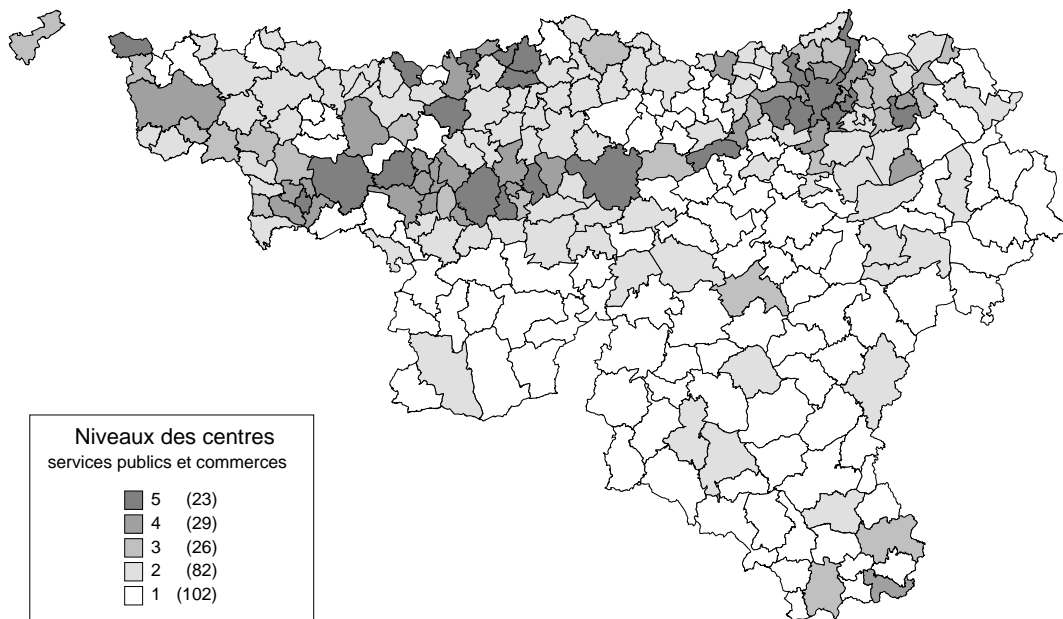 Niveaux des centres
services publics et commerces
5 (23)
4 (29)
3 (26)
2 (82)
1 (102)